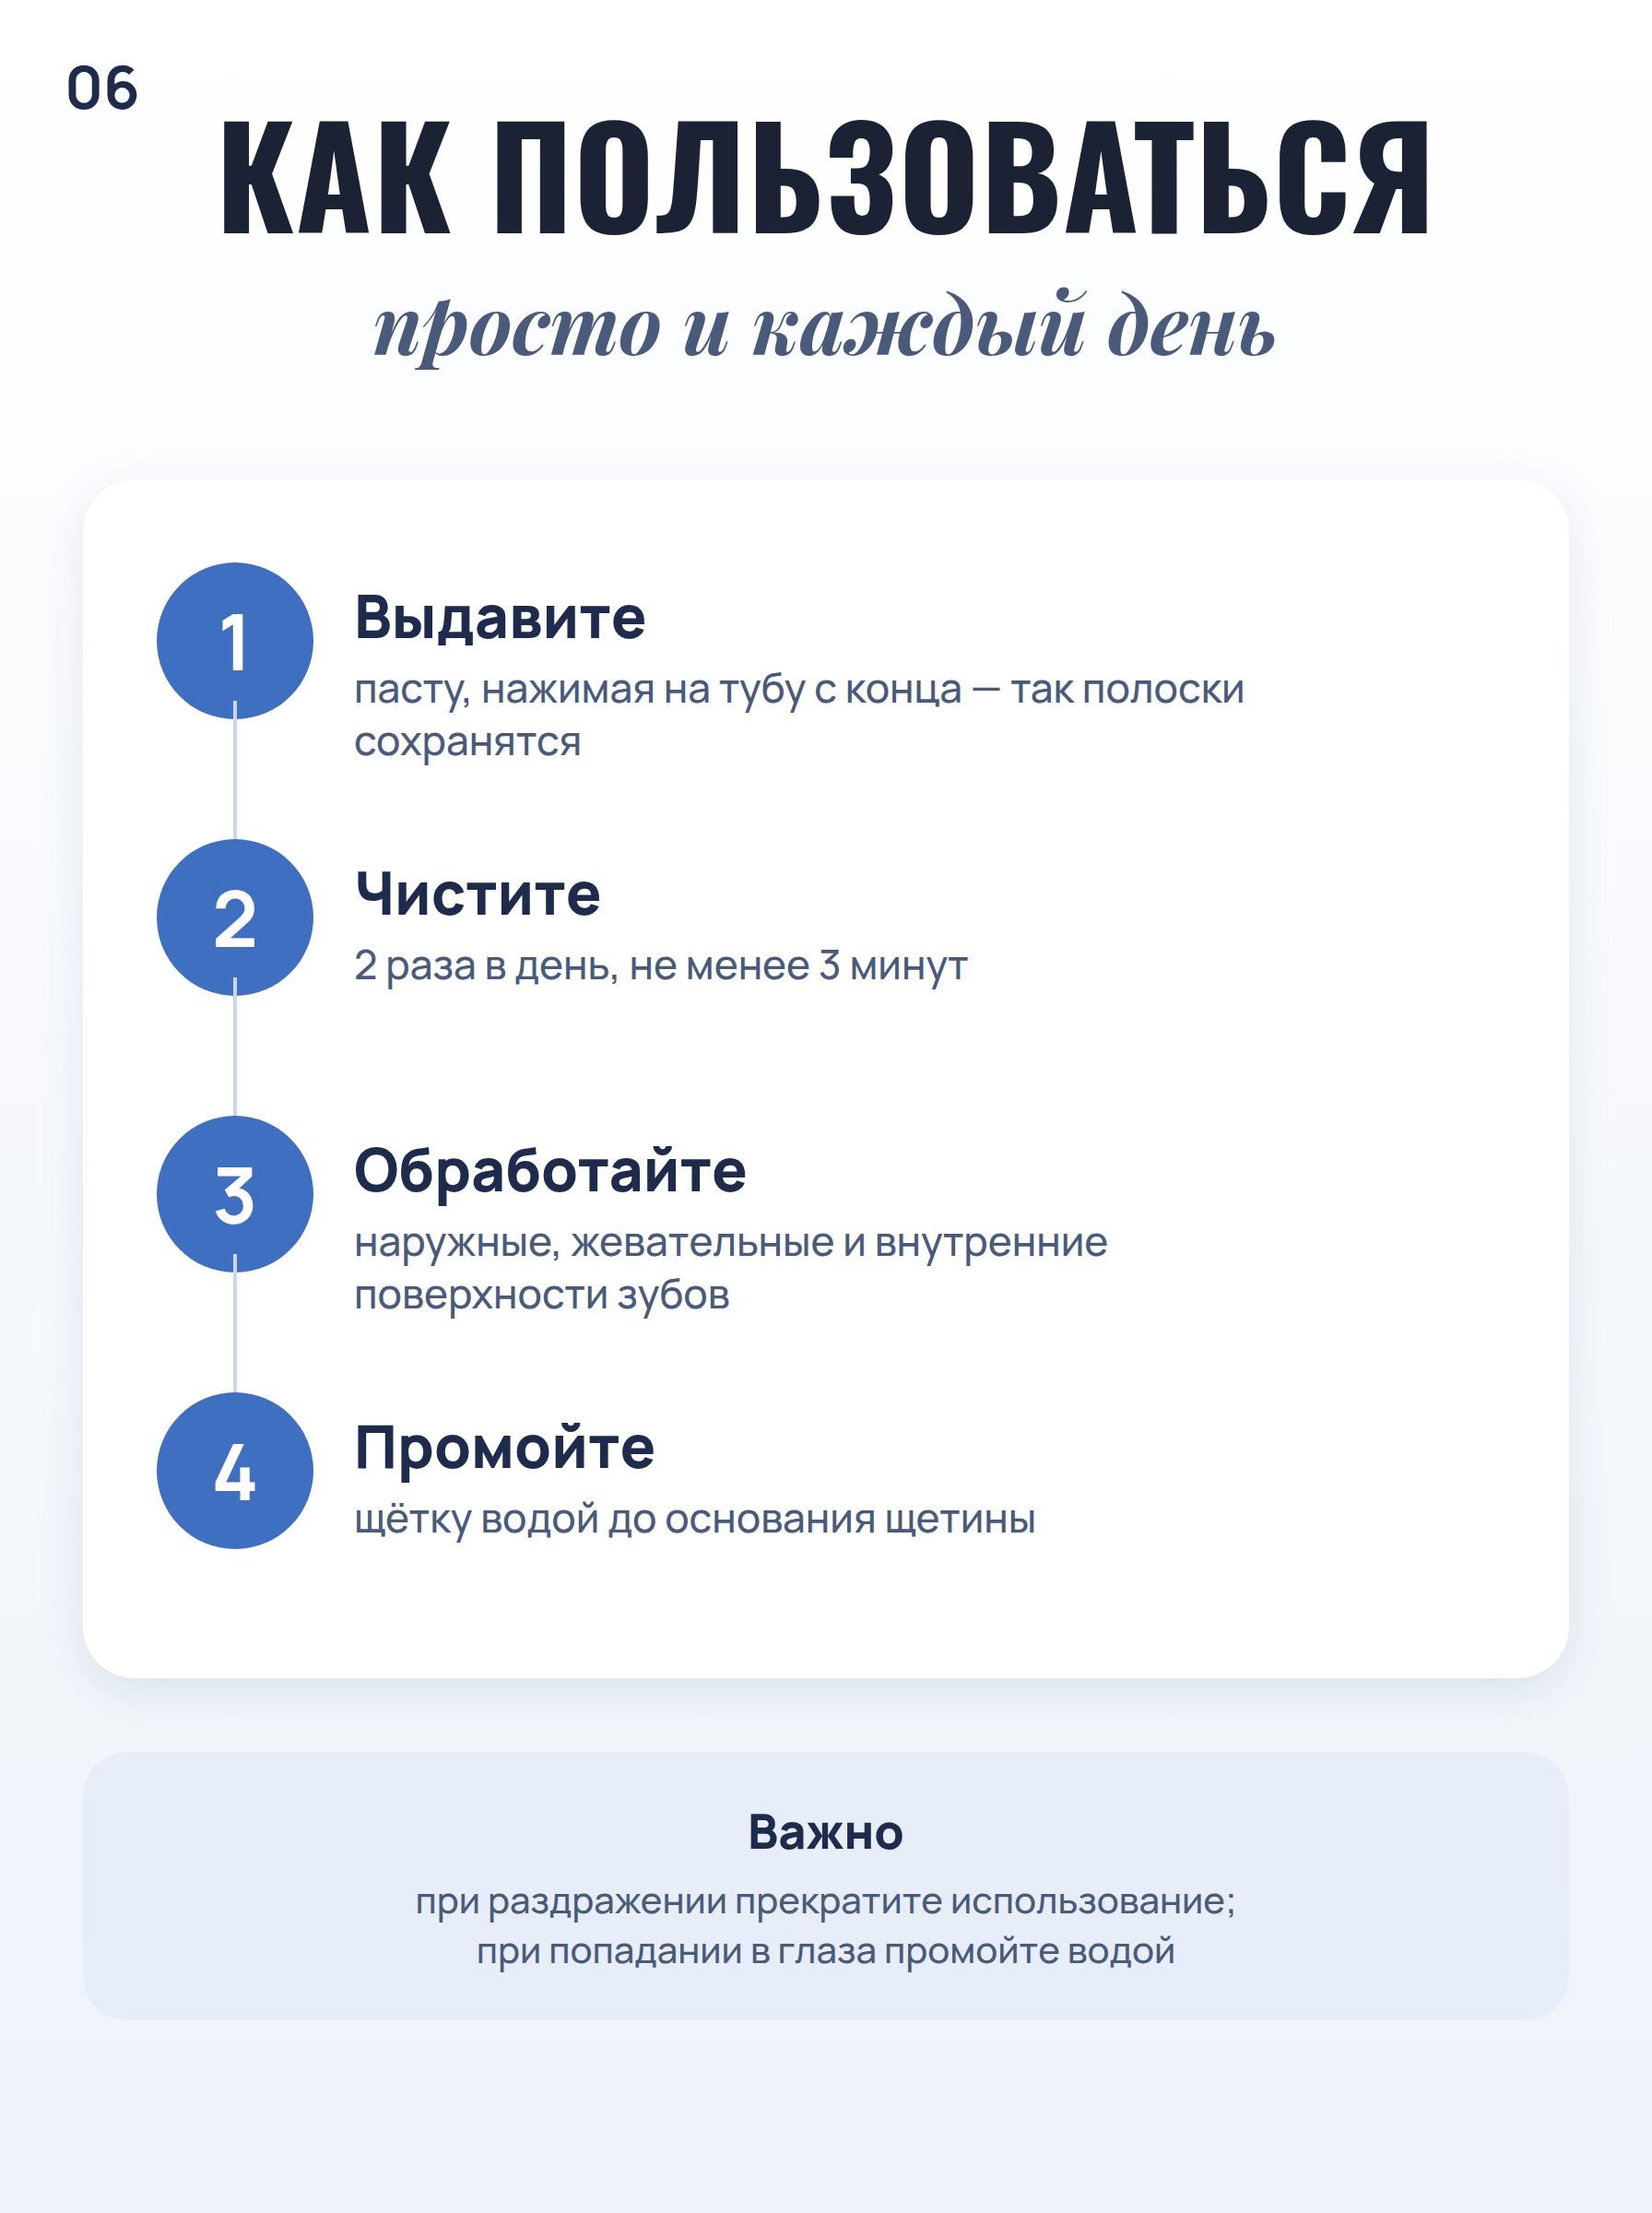 06
КАК ПОЛЬЗОВАТЬСЯ
просто и каждый день
1
Выдавите
пасту, нажимая на тубу с конца — так полоски
сохранятся
2
Чистите
2 раза в день, не менее 3 минут
3
Обработайте
наружные, жевательные и внутренние
поверхности зубов
4
Промойте
щётку водой до основания щетины
Важно
при раздражении прекратите использование;
при попадании в глаза промойте водой